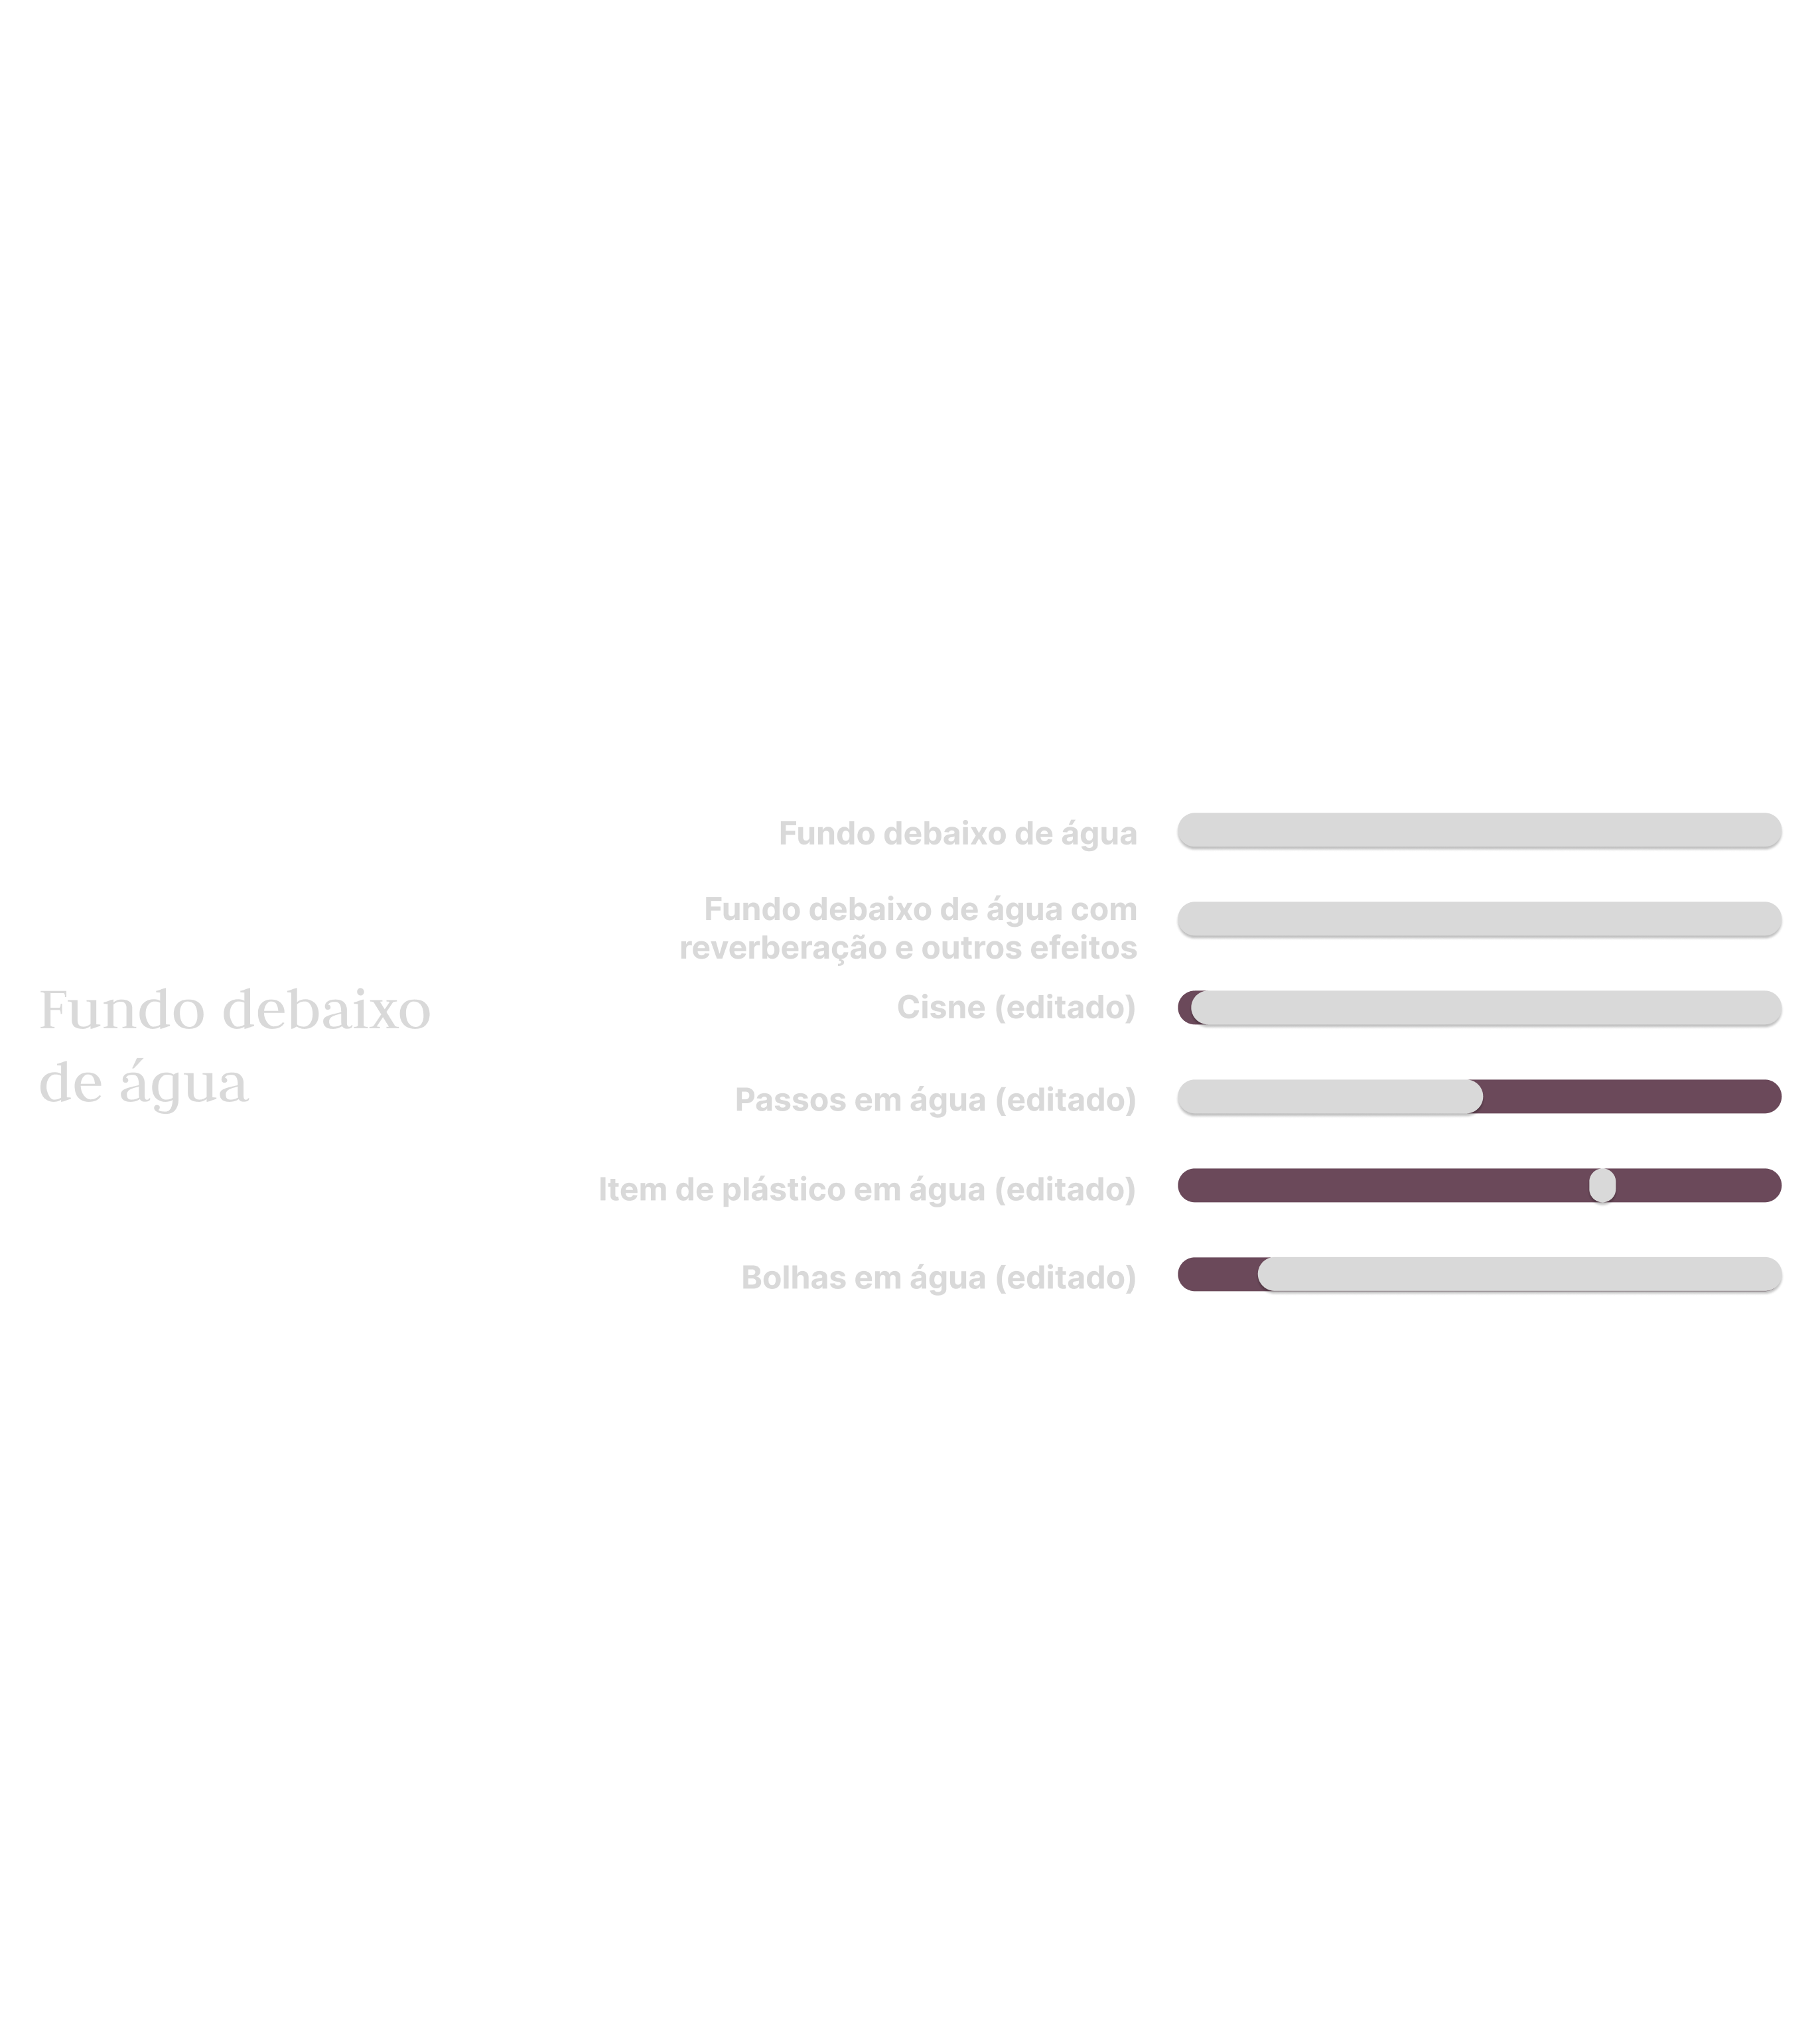 Fundo debaixo
de água
Fundo debaixo de água
Fundo debaixo de água com
reverberação e outros efeitos
Cisne (editado)
Passos em água (editado)
Item de plástico em água (editado)
Bolhas em água (editado)